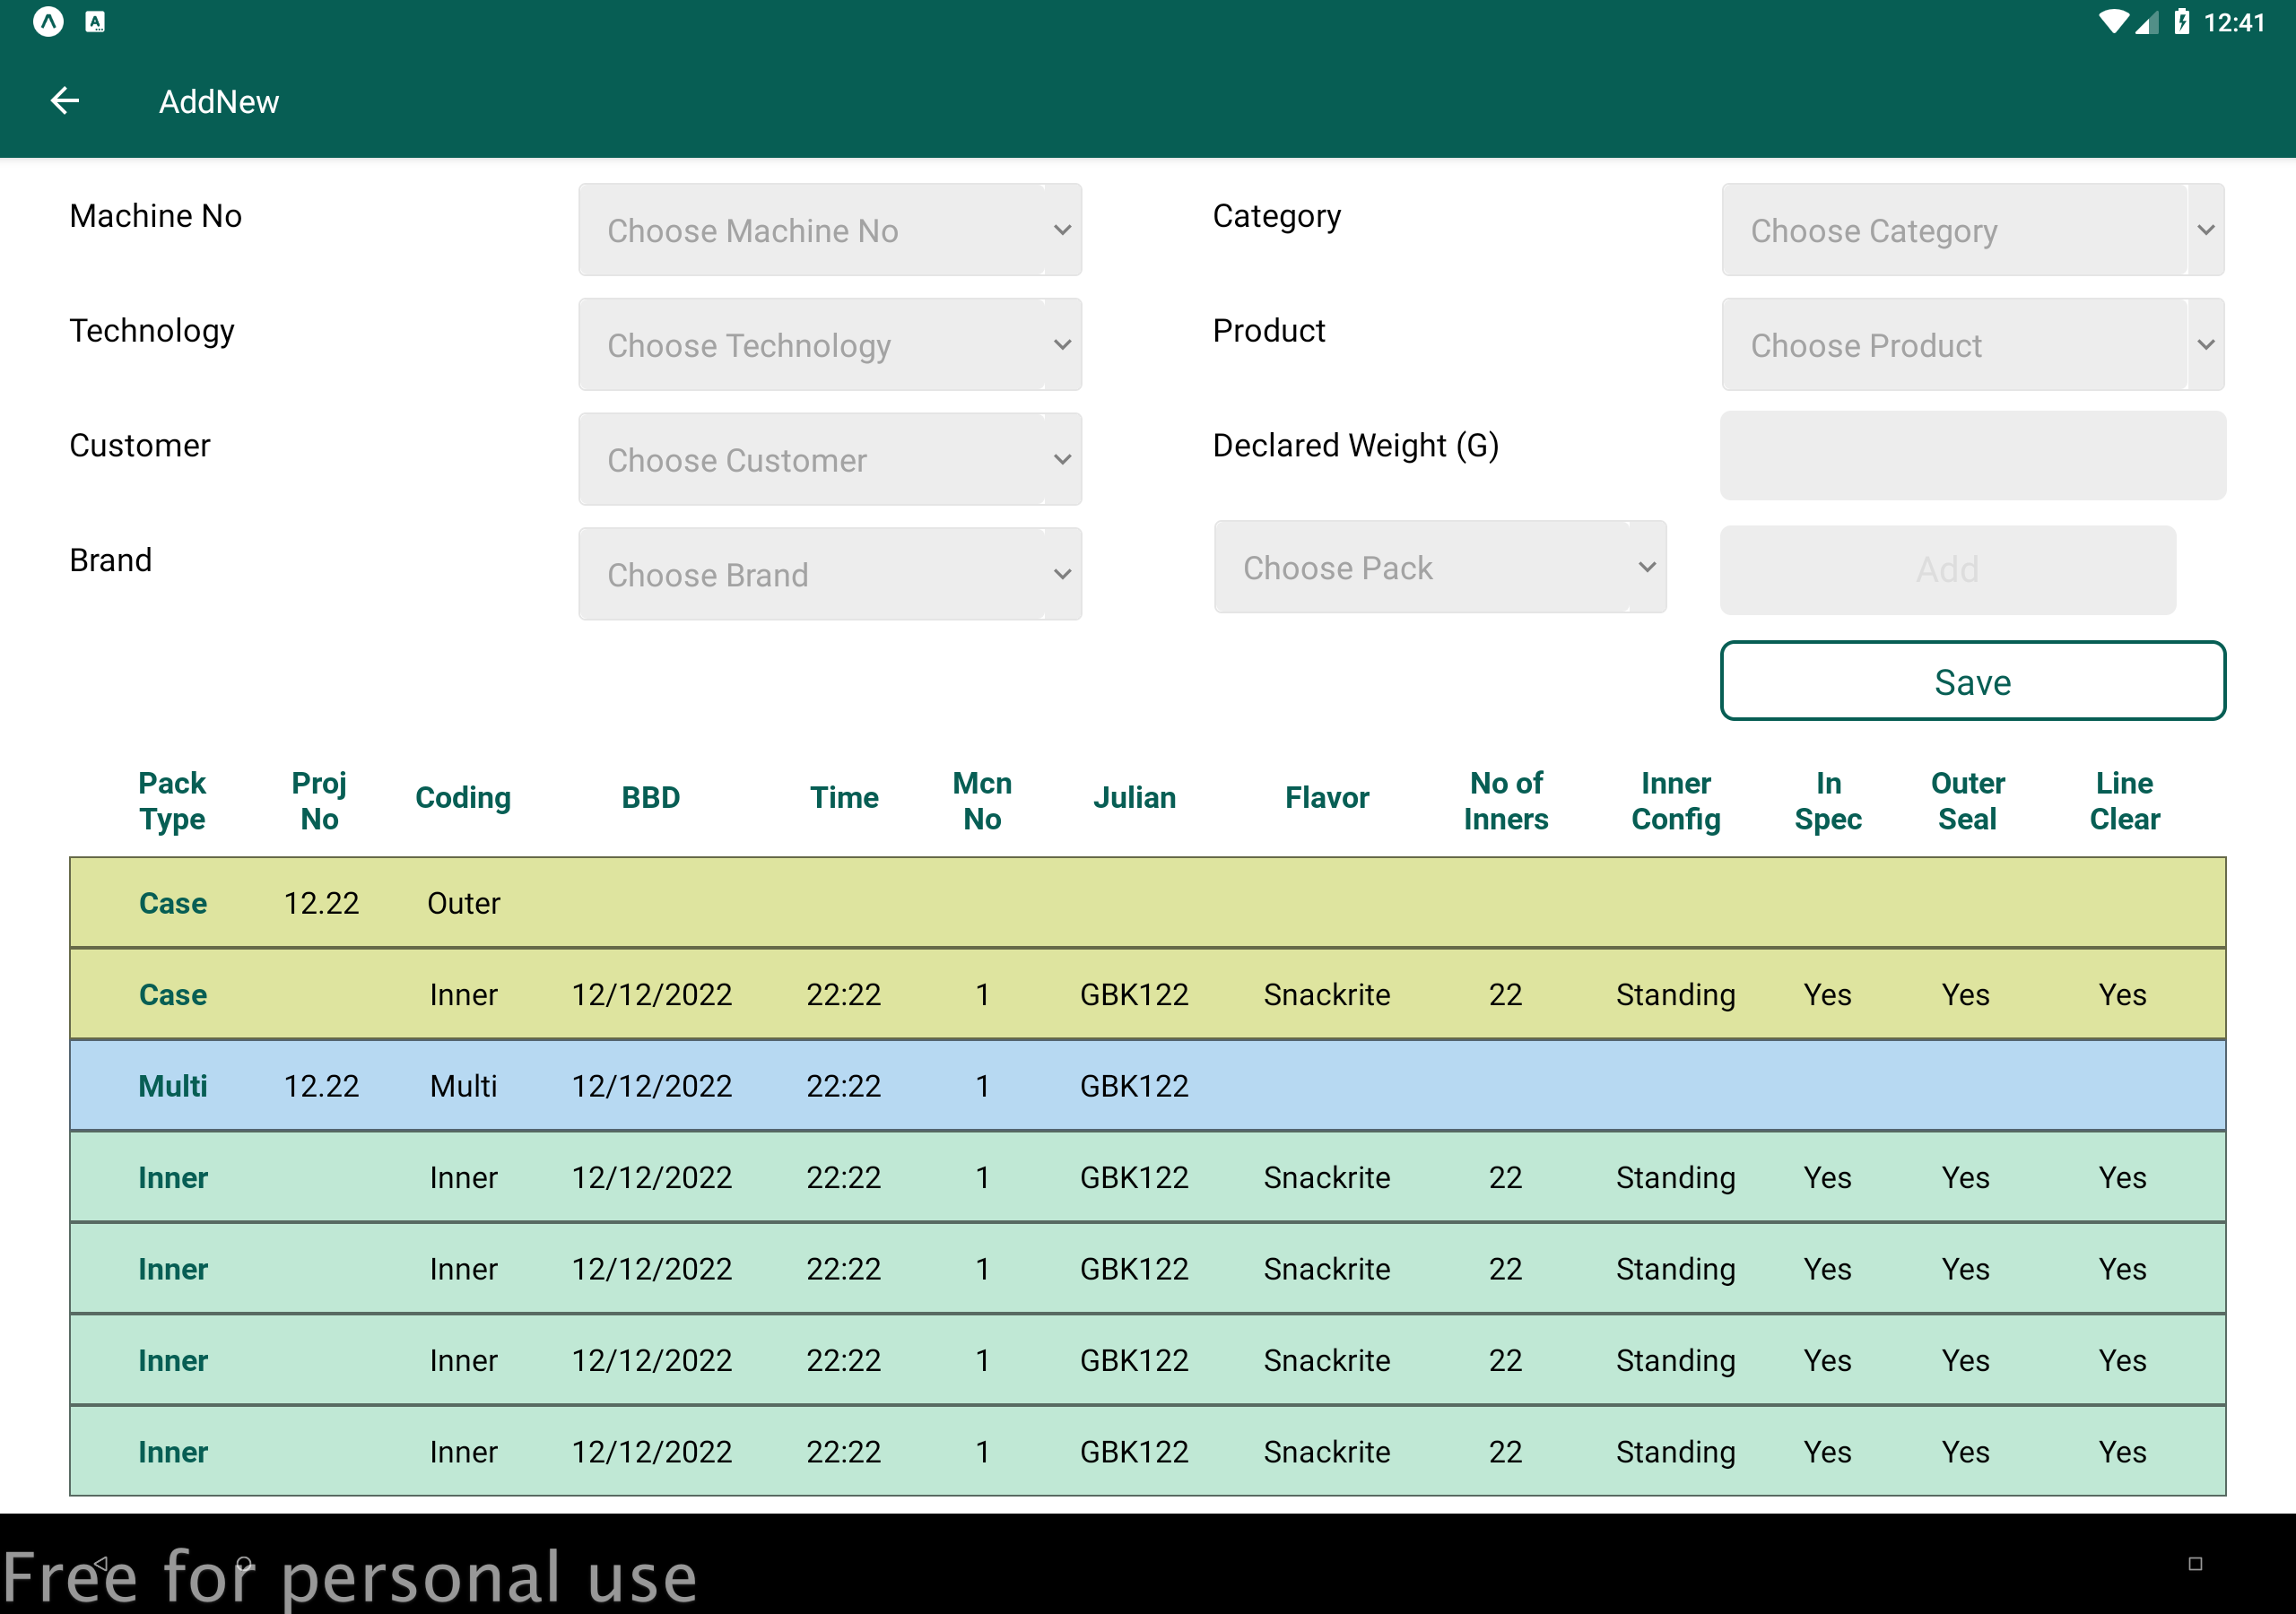 12:41
AddNew
Machine No Choose Machine No Category Choose Category
Technology Choose Technology Product Choose Product
Customer Choose Customer Declared Weight (G)
Brand Choose Brand Choose Pack Add
Save
Pack Type Proj No Coding BBD Time Mcn No Julian Flavor No of Inners Inner Config In Spec Outer Seal Line Clear
Case 12.22 Outer
Case Inner 12/12/2022 22:22 1 GBK122 Snackrite 22 Standing Yes Yes Yes
Multi 12.22 Multi 12/12/2022 22:22 1 GBK122
Inner Inner 12/12/2022 22:22 1 GBK122 Snackrite 22 Standing Yes Yes Yes
Inner Inner 12/12/2022 22:22 1 GBK122 Snackrite 22 Standing Yes Yes Yes
Inner Inner 12/12/2022 22:22 1 GBK122 Snackrite 22 Standing Yes Yes Yes
Inner Inner 12/12/2022 22:22 1 GBK122 Snackrite 22 Standing Yes Yes Yes
Free for personal use